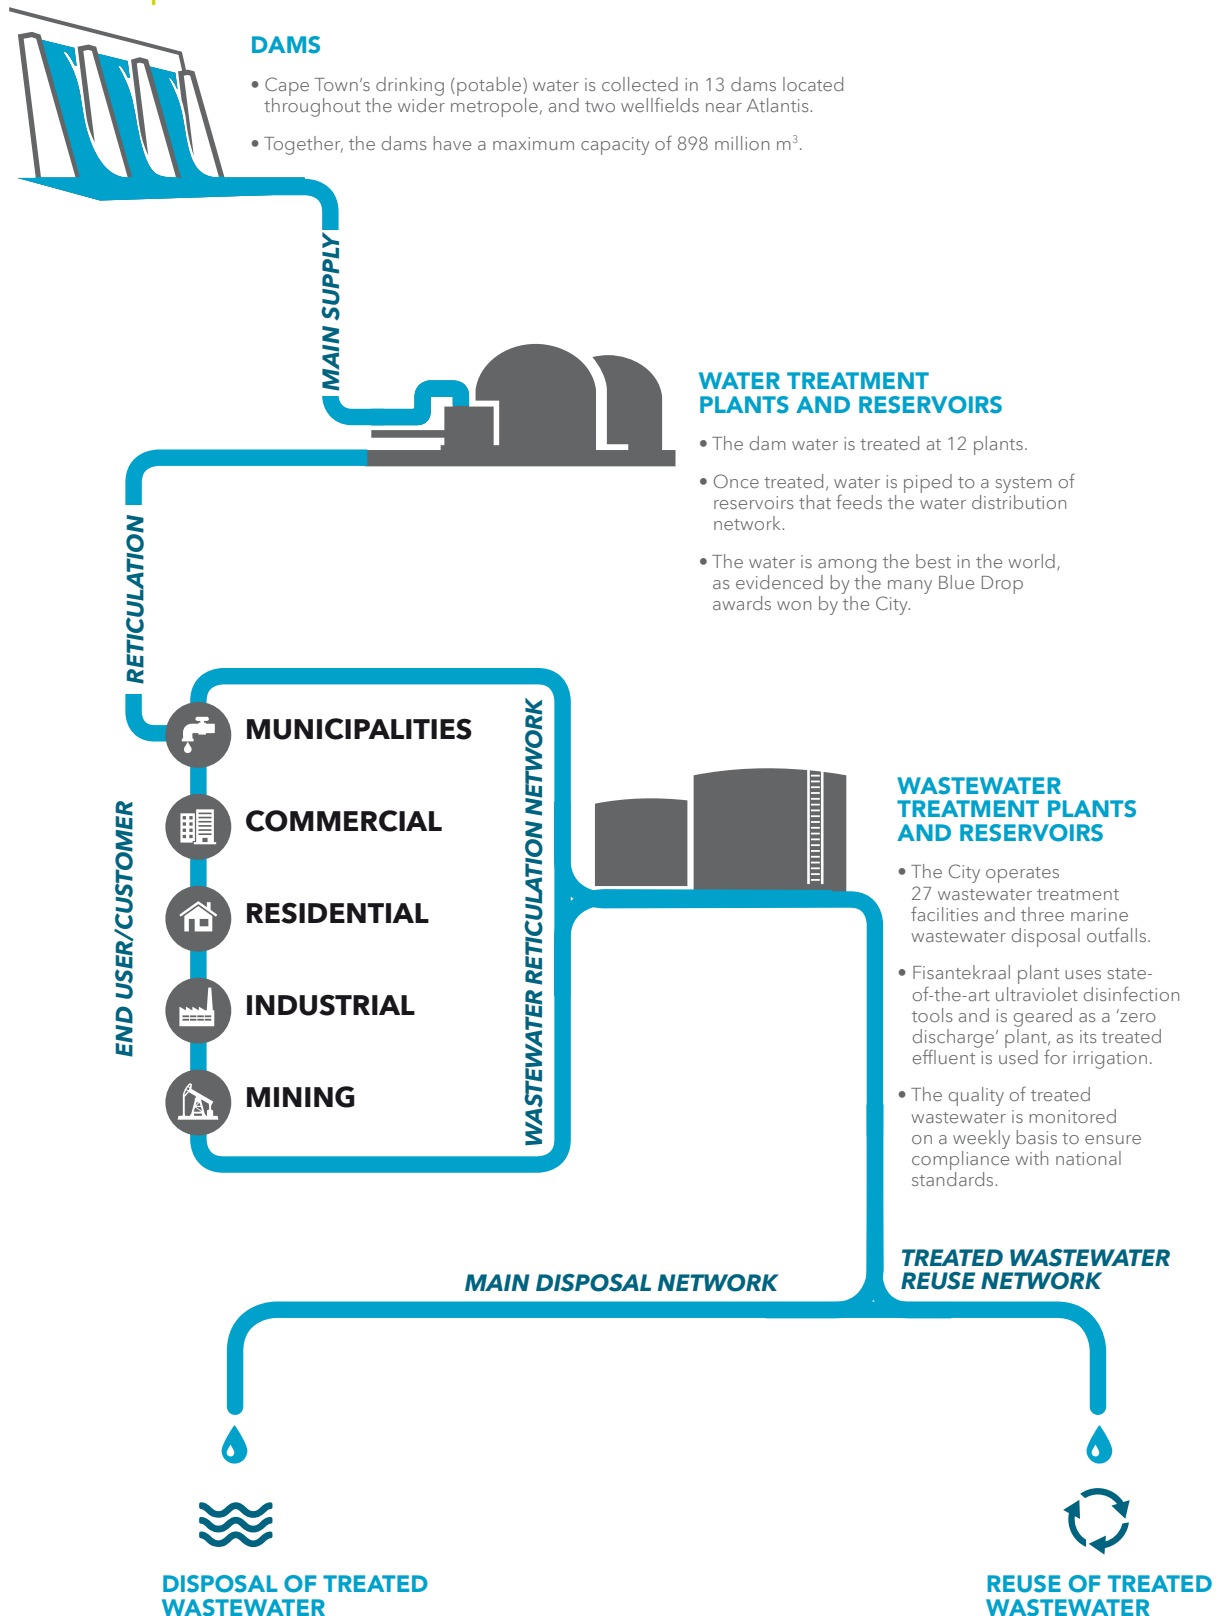 DAMS
• Cape Town's drinking (potable) water is collected in 13 dams located
throughout the wider metropole, and two wellfields near Atlantis.
• Together, the dams have a maximum capacity of 898 million m³.
MAIN SUPPLY
WATER TREATMENT
PLANTS AND RESERVOIRS
• The dam water is treated at 12 plants.
• Once treated, water is piped to a system of
reservoirs that feeds the water distribution
network.
• The water is among the best in the world,
as evidenced by the many Blue Drop
awards won by the City.
RETICULATION
END USER/CUSTOMER
MUNICIPALITIES
COMMERCIAL
RESIDENTIAL
INDUSTRIAL
MINING
WASTEWATER RETICULATION NETWORK
WASTEWATER
TREATMENT PLANTS
AND RESERVOIRS
• The City operates
27 wastewater treatment
facilities and three marine
wastewater disposal outfalls.
• Fisantekraal plant uses state-
of-the-art ultraviolet disinfection
tools and is geared as a ‘zero
discharge’ plant, as its treated
effluent is used for irrigation.
• The quality of treated
wastewater is monitored
on a weekly basis to ensure
compliance with national
standards.
MAIN DISPOSAL NETWORK
TREATED WASTEWATER
REUSE NETWORK
DISPOSAL OF TREATED
WASTEWATER
REUSE OF TREATED
WASTEWATER